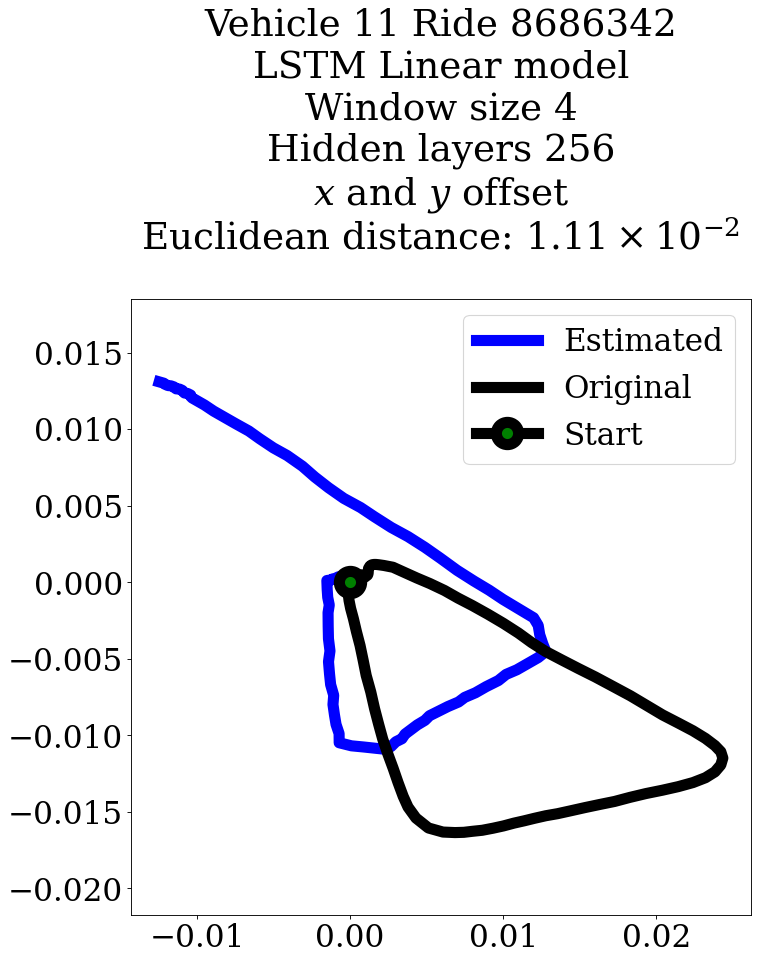 Vehicle 11 Ride 8686342
LSTM Linear model
Window size 4
Hidden layers 256
x and y offset
Euclidean distance: 1.11 × 10⁻²
Estimated
Original
Start
0.015
0.010
0.005
0.000
−0.005
−0.010
−0.015
−0.020
−0.01 0.00 0.01 0.02